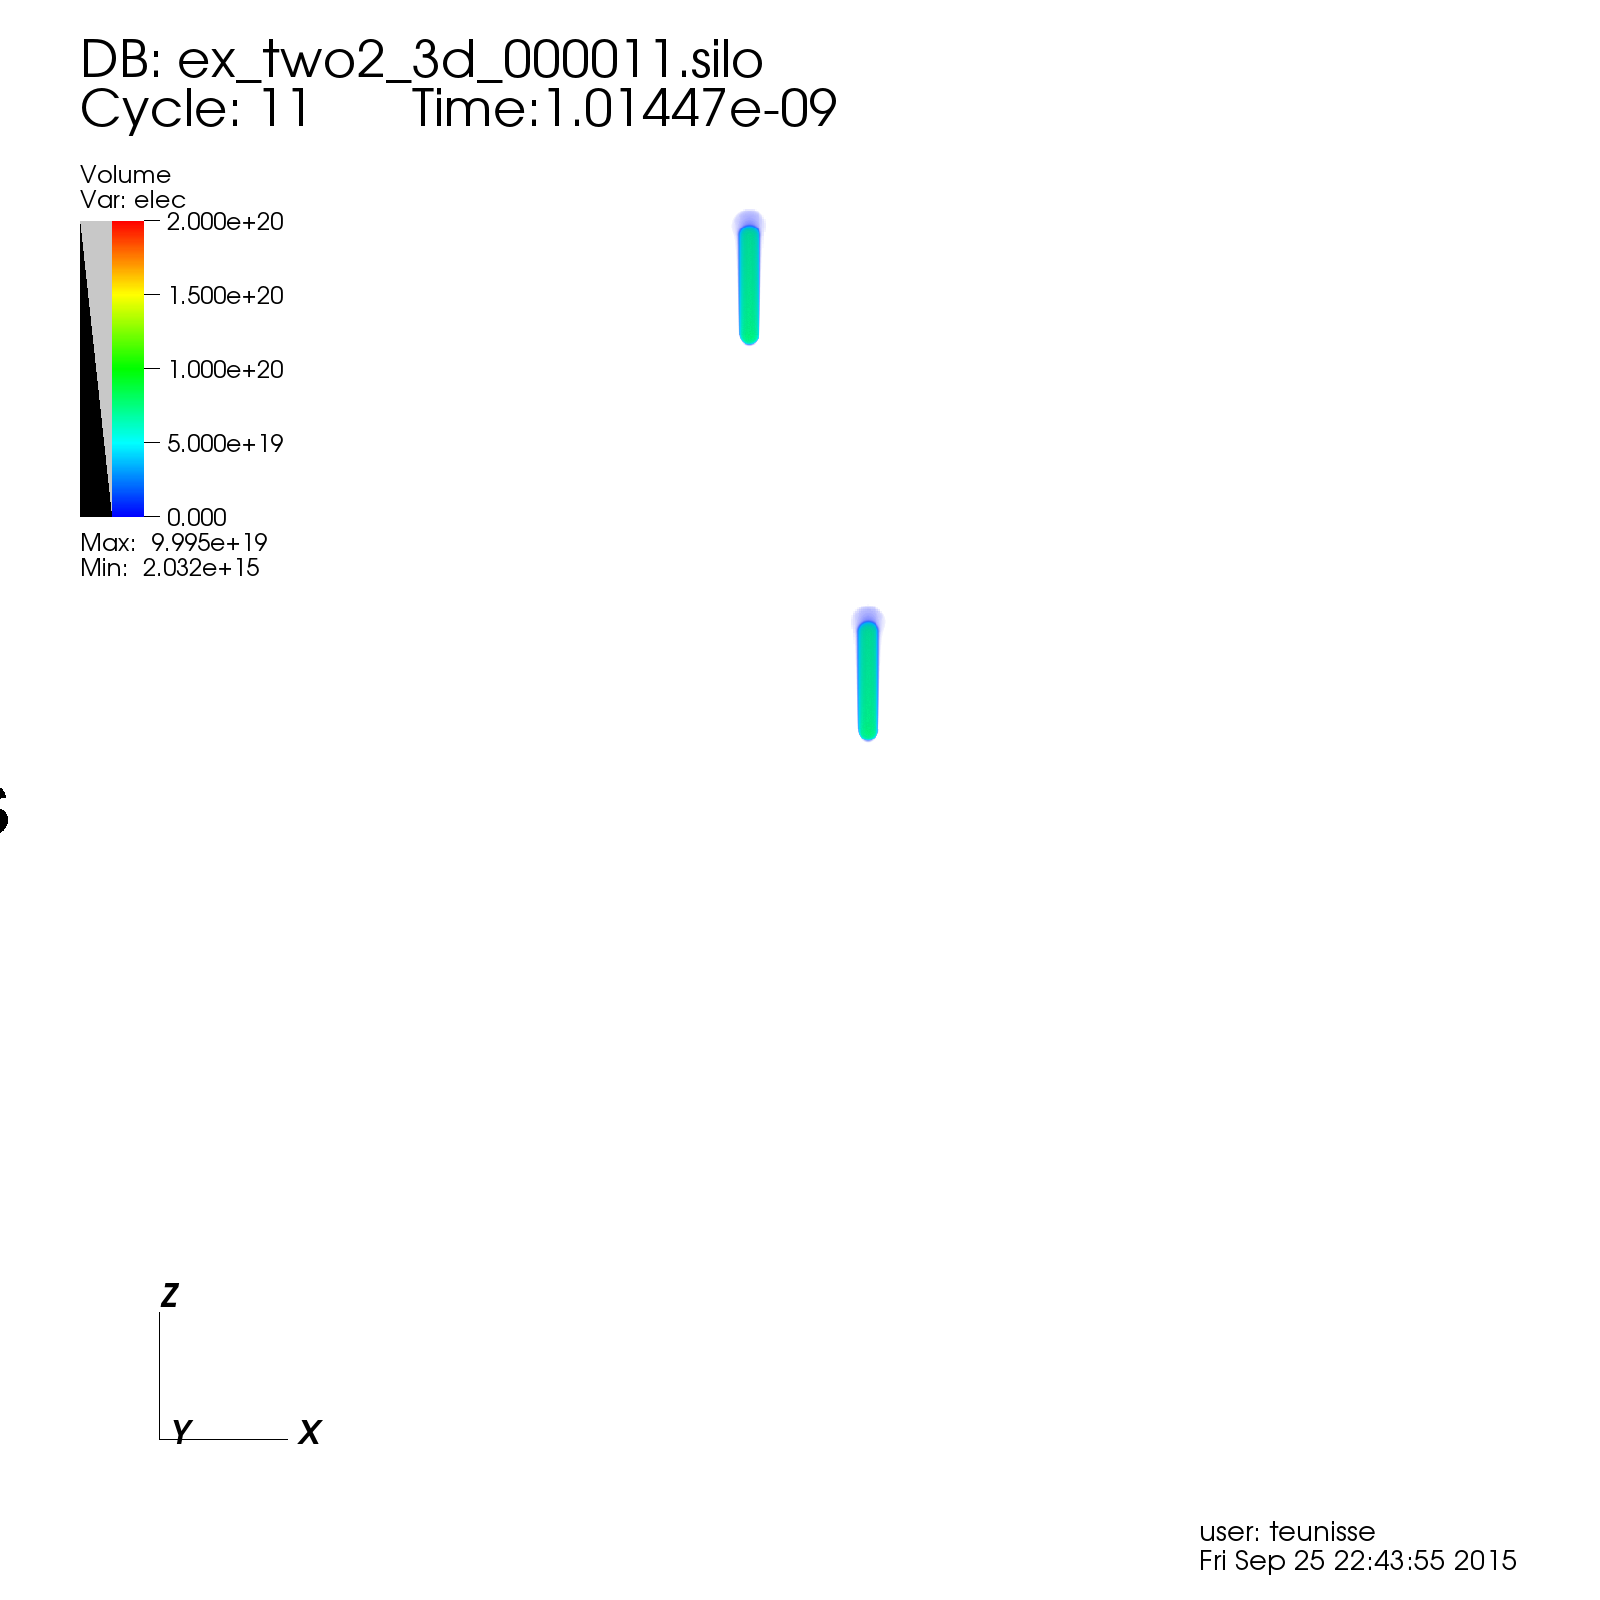 DB: ex_two2_3d_000011.silo
Cycle: 11 Time:1.01447e-09
Volume
Var: elec
2.000e+20
1.500e+20
1.000e+20
5.000e+19
0.000
Max: 9.995e+19
Min: 2.032e+15
Z
Y X
user: teunisse
Fri Sep 25 22:43:55 2015